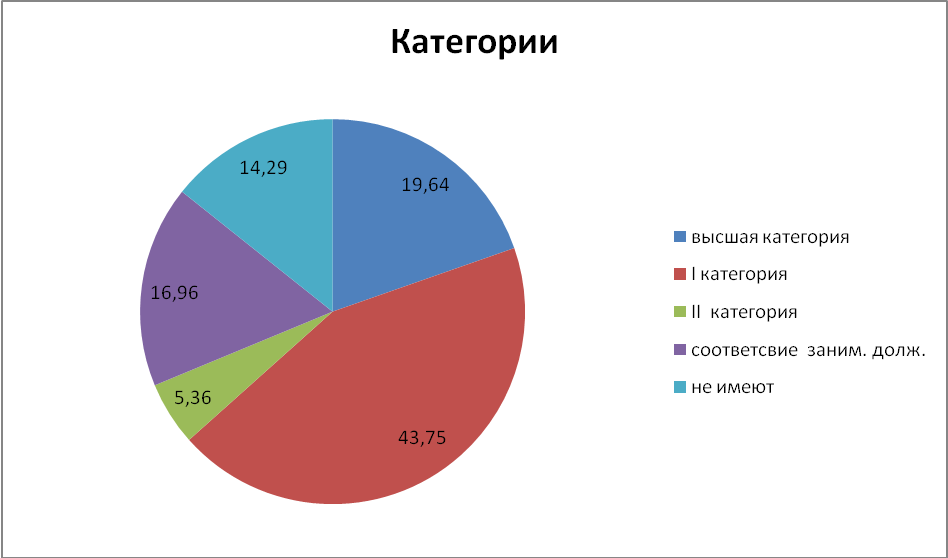 Категории
14,29
19,64
16,96
5,36
43,75
высшая категория
I категория
II  категория
соответсвие  заним. долж.
не имеют